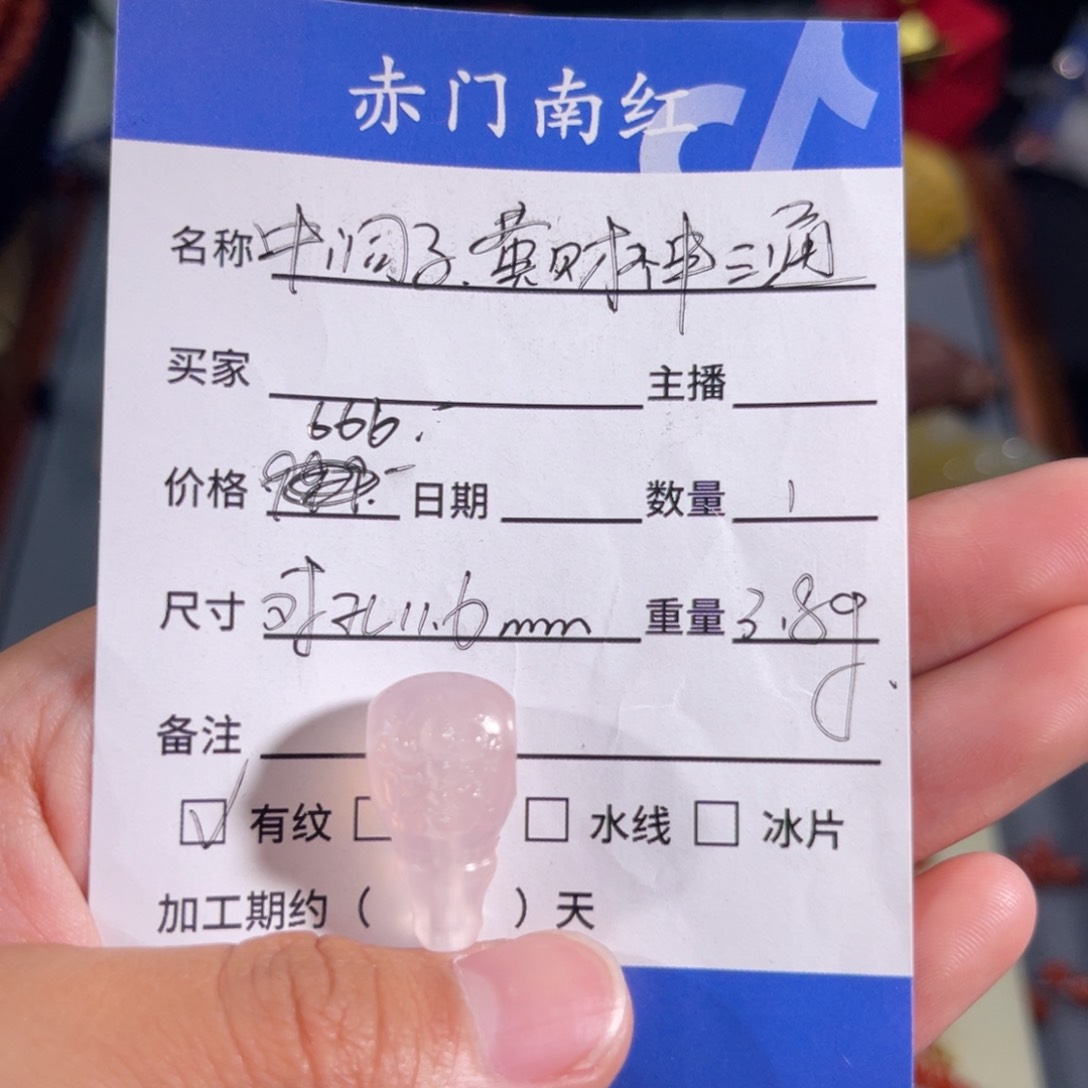 赤门南红
名称 牛润子.黄财神三通
买家 主播
666.
价格 日期 数量 1
尺寸 对孔11.6mm 重量 3.8g
备注
有纹 水线 冰片
加工期约（ ）天